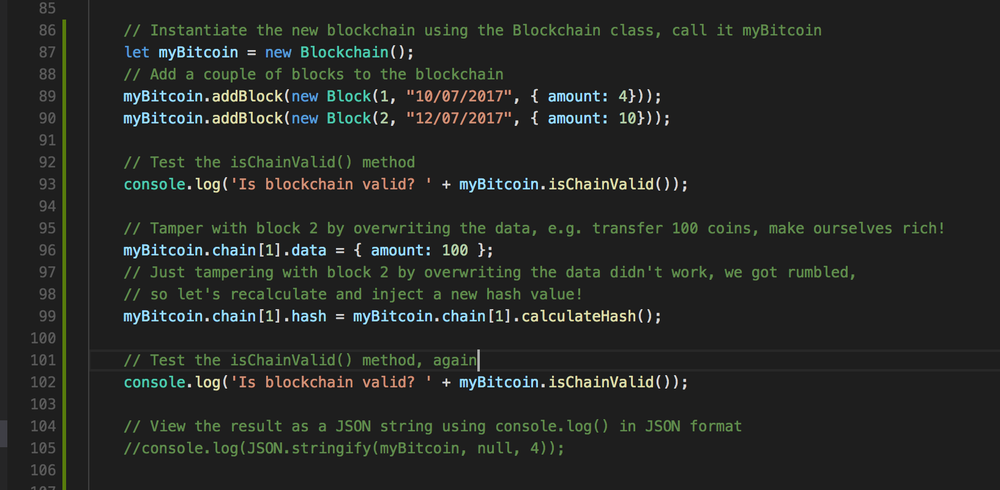 85
86 // Instantiate the new blockchain using the Blockchain class, call it myBitcoin
87 let myBitcoin = new Blockchain();
88 // Add a couple of blocks to the blockchain
89 myBitcoin.addBlock(new Block(1, "10/07/2017", { amount: 4}));
90 myBitcoin.addBlock(new Block(2, "12/07/2017", { amount: 10}));
91
92 // Test the isChainValid() method
93 console.log('Is blockchain valid? ' + myBitcoin.isChainValid());
94
95 // Tamper with block 2 by overwriting the data, e.g. transfer 100 coins, make ourselves rich!
96 myBitcoin.chain[1].data = { amount: 100 };
97 // Just tampering with block 2 by overwriting the data didn't work, we got rumbled,
98 // so let's recalculate and inject a new hash value!
99 myBitcoin.chain[1].hash = myBitcoin.chain[1].calculateHash();
100
101 // Test the isChainValid() method, again
102 console.log('Is blockchain valid? ' + myBitcoin.isChainValid());
103
104 // View the result as a JSON string using console.log() in JSON format
105 //console.log(JSON.stringify(myBitcoin, null, 4));
106
107